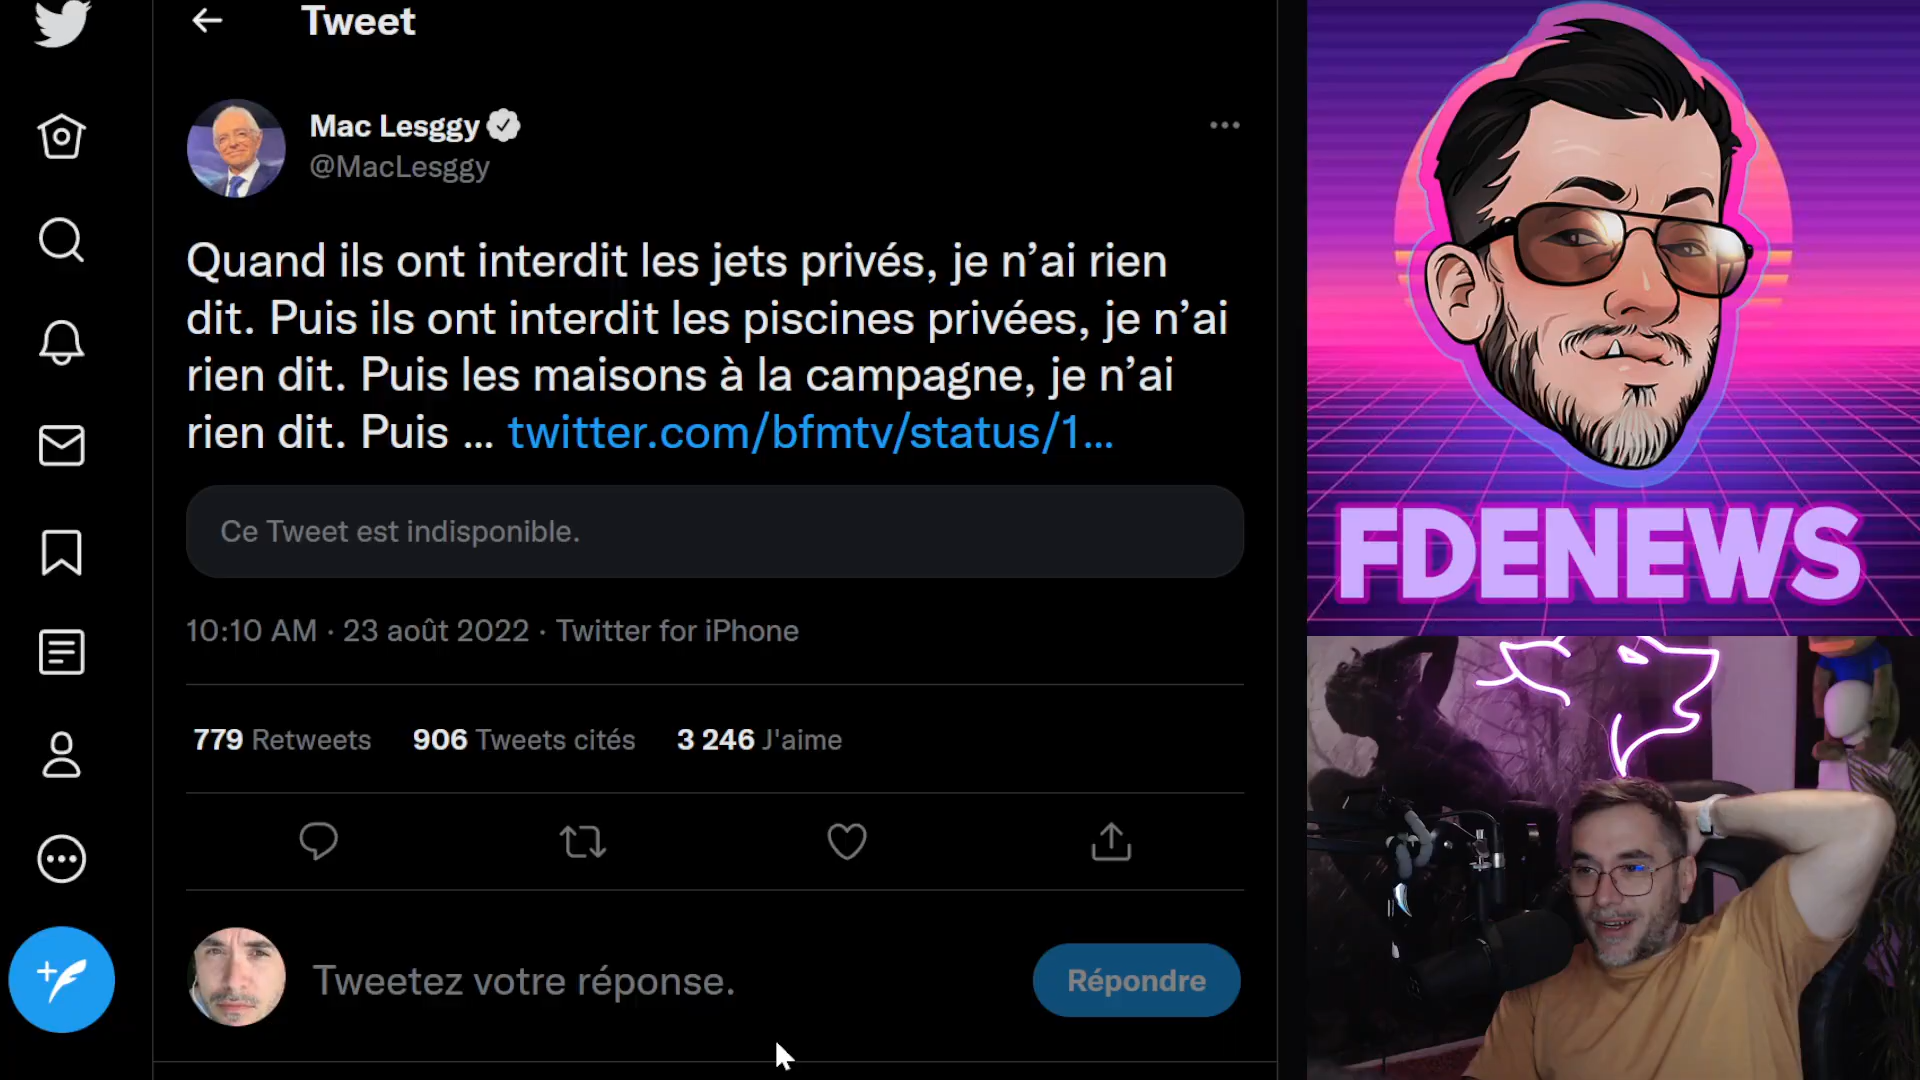 Tweet
Mac Lesggy
@MacLesggy
Quand ils ont interdit les jets privés, je n’ai rien
dit. Puis ils ont interdit les piscines privées, je n’ai
rien dit. Puis les maisons à la campagne, je n’ai
rien dit. Puis ... twitter.com/bfmtv/status/1...
Ce Tweet est indisponible.
10:10 AM · 23 août 2022 · Twitter for iPhone
779 Retweets 906 Tweets cités 3 246 J'aime
Tweetez votre réponse.
Répondre
FDENEWS